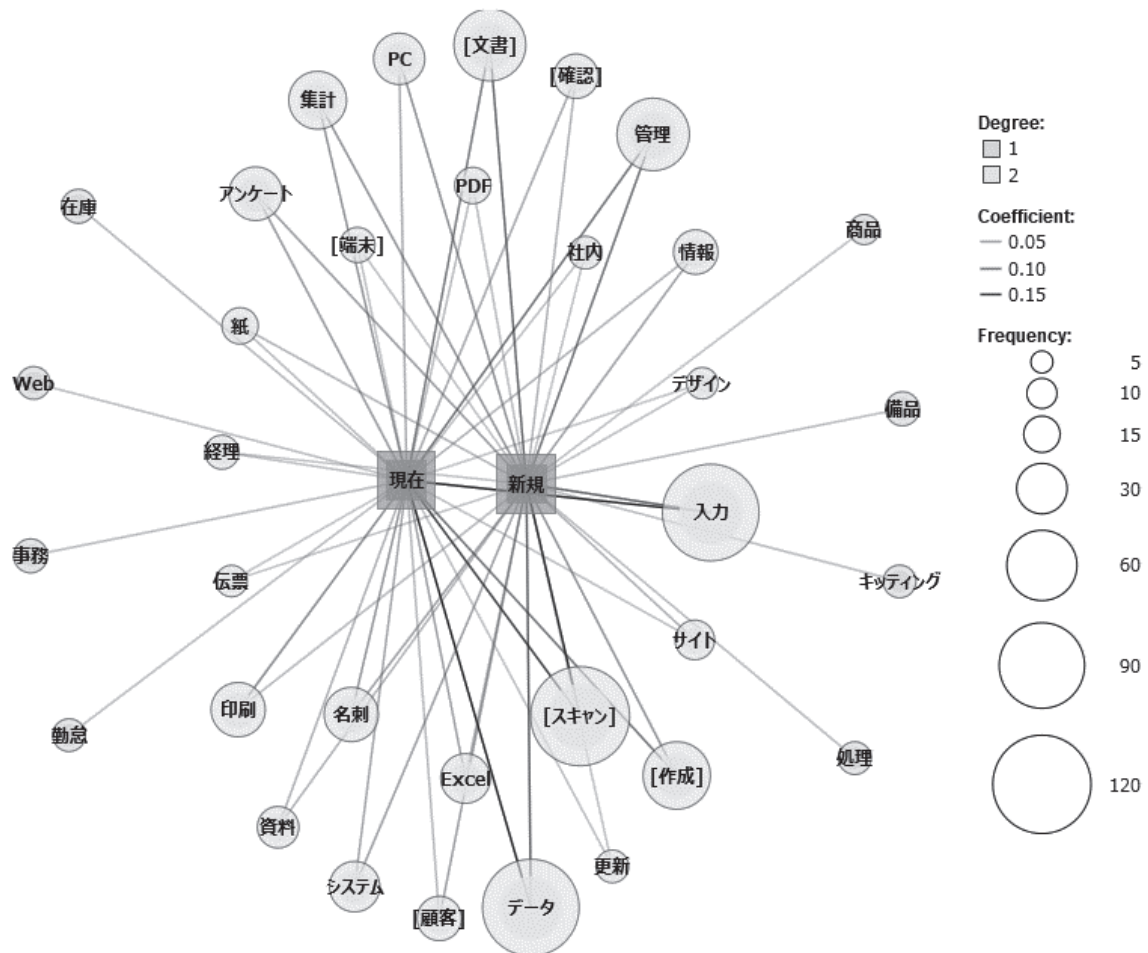 [文書]
PC
[確認]
集計
管理
PDF
アンケート
在庫
[端末]
社内
情報
商品
紙
Web
デザイン
備品
経理
現在
新規
入力
事務
伝票
キッティング
サイト
印刷
名刺
[スキャン]
勤怠
処理
Excel
[作成]
資料
システム
更新
[顧客]
データ
Degree:
1
2
Coefficient:
0.05
0.10
0.15
Frequency:
5
10
15
30
60
90
120